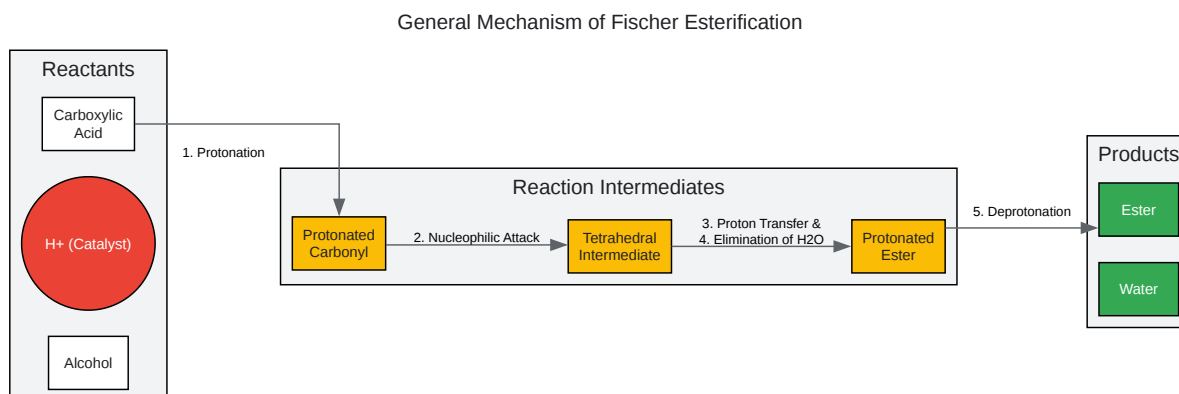 General Mechanism of Fischer Esterification
Reactants
Carboxylic
Acid
1. Protonation
H+ (Catalyst)
Alcohol
Reaction Intermediates
Protonated
Carbonyl
2. Nucleophilic Attack
Tetrahedral
Intermediate
3. Proton Transfer &
4. Elimination of H2O
Protonated
Ester
5. Deprotonation
Products
Ester
Water